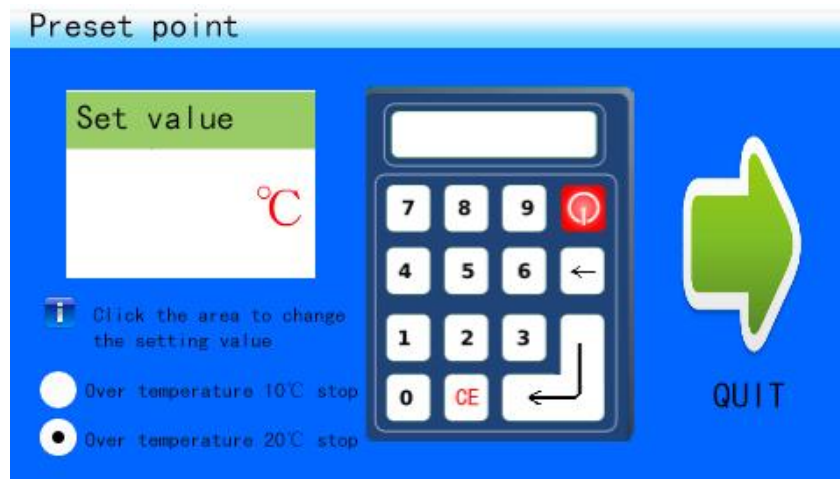 Preset point
Set value
℃
Click the area to change
the setting value
Over temperature 10℃ stop
Over temperature 20℃ stop
7 8 9
4 5 6 ←
1 2 3
0 CE
QUIT